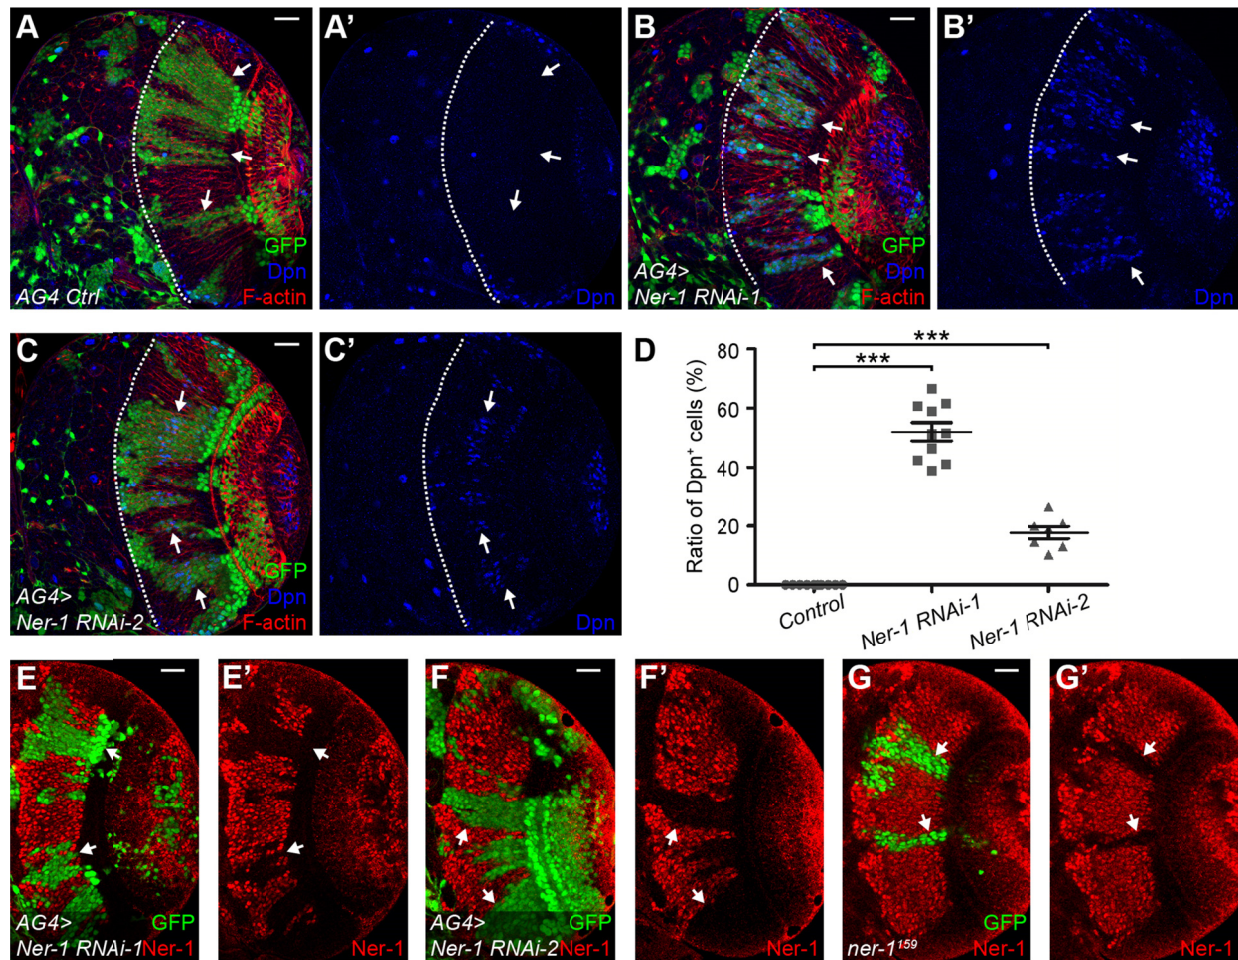 A
GFP
Dpn
AG4 Ctrl
F-actin
A’
Dpn
B
GFP
AG4>
Dpn
Ner-1 RNAi-1
F-actin
B’
Dpn
C
GFP
AG4>
Dpn
Ner-1 RNAi-2
F-actin
C’
Dpn
D
***
***
80
60
40
20
0
Ratio of Dpn⁺ cells (%)
Control
Ner-1 RNAi-1
Ner-1 RNAi-2
E
AG4>
GFP
Ner-1 RNAi-1
Ner-1
E’
Ner-1
F
AG4>
GFP
Ner-1 RNAi-2
Ner-1
F’
Ner-1
G
GFP
ner-1¹⁵⁹
Ner-1
G’
Ner-1